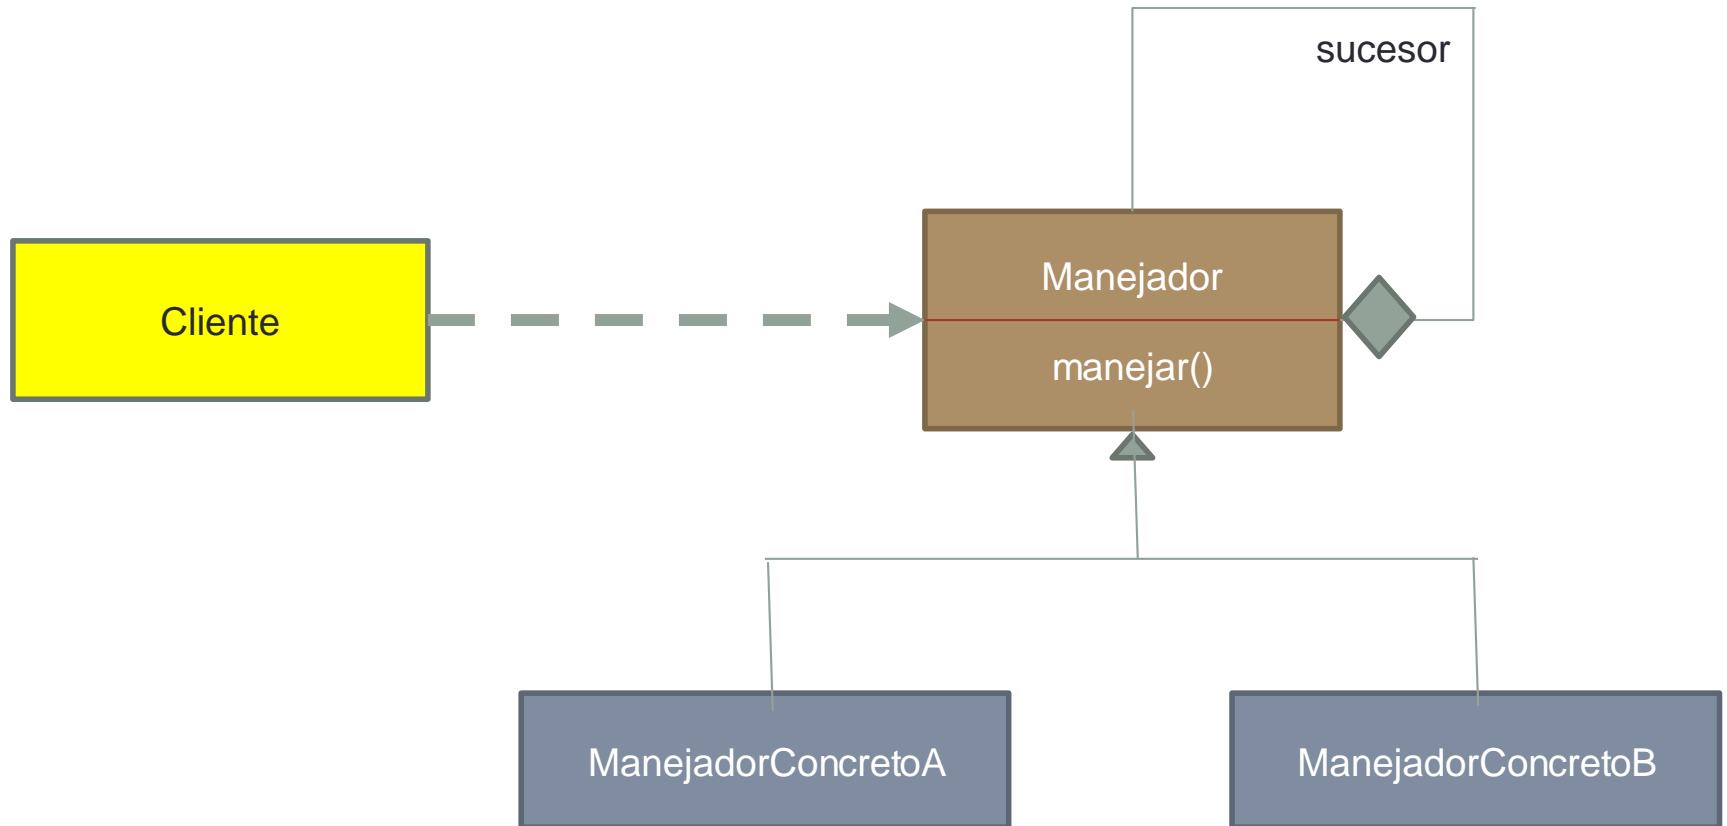 sucesor
Manejador
Cliente
manejar()
ManejadorConcretoA
ManejadorConcretoB